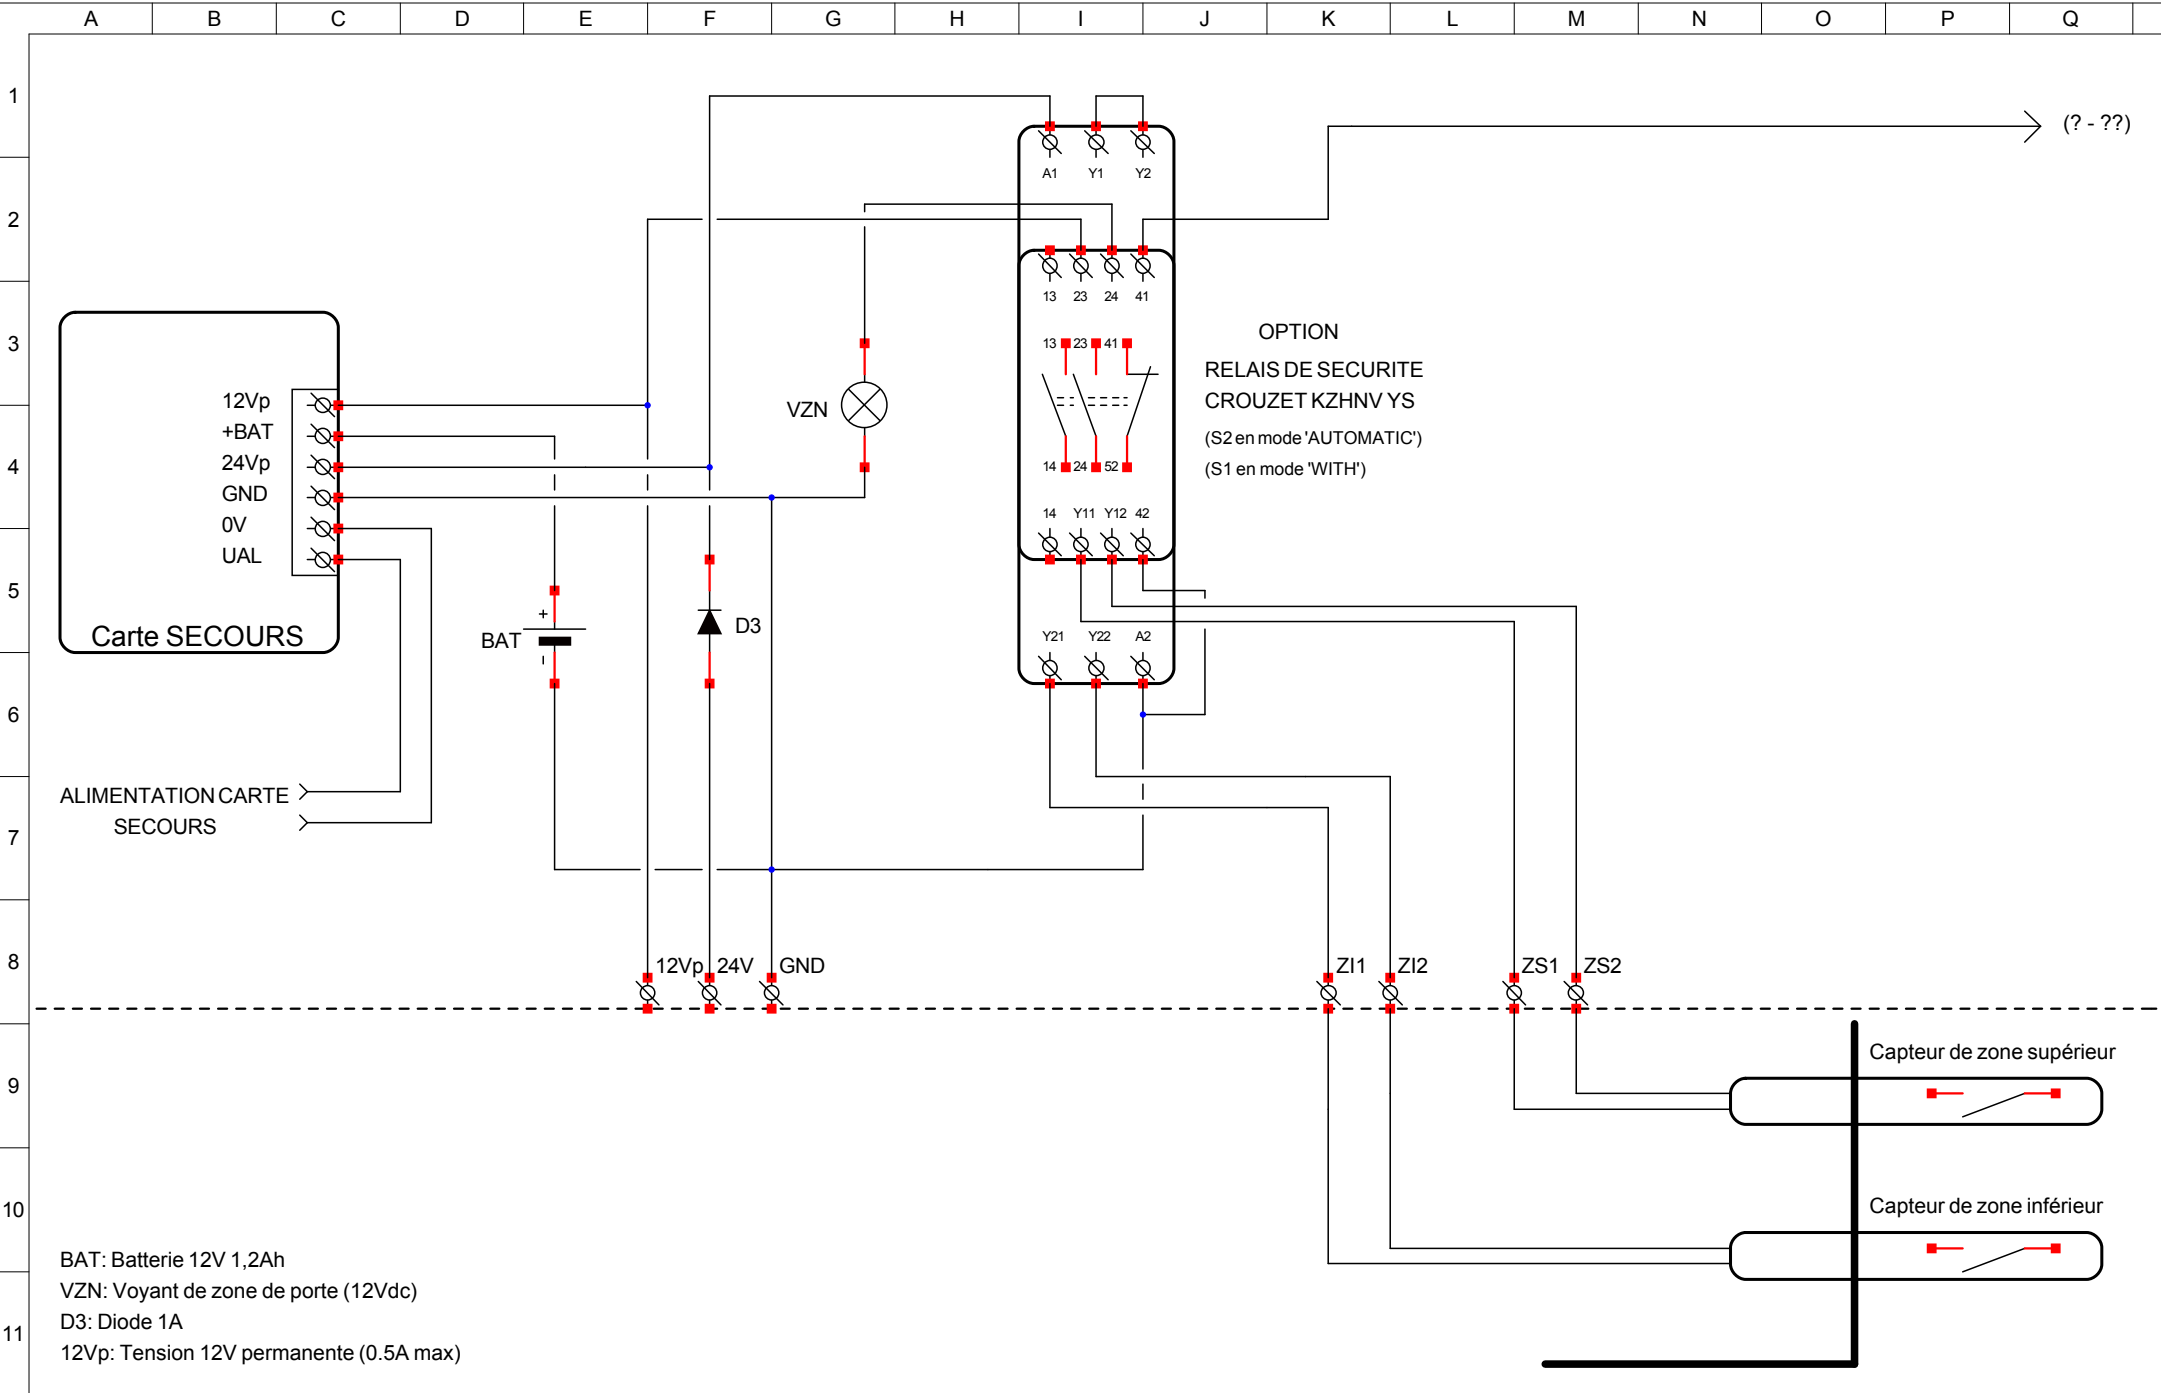 A B C D E F G H I J K L M N O P Q
1
2
3
4
5
6
7
8
9
10
11
(? - ??)
A1 Y1 Y2
13 23 24 41
13 23 41
14 24 52
14 Y11 Y12 42
Y21 Y22 A2
OPTION
RELAIS DE SECURITE
CROUZET KZHNV YS
(S2 en mode 'AUTOMATIC')
(S1 en mode 'WITH')
12Vp
+BAT
24Vp
GND
0V
UAL
Carte SECOURS
VZN
BAT
+
-
D3
ALIMENTATION CARTE
SECOURS
12Vp 24V GND
ZI1 ZI2 ZS1 ZS2
Capteur de zone supérieur
Capteur de zone inférieur
BAT: Batterie 12V 1,2Ah
VZN: Voyant de zone de porte (12Vdc)
D3: Diode 1A
12Vp: Tension 12V permanente (0.5A max)